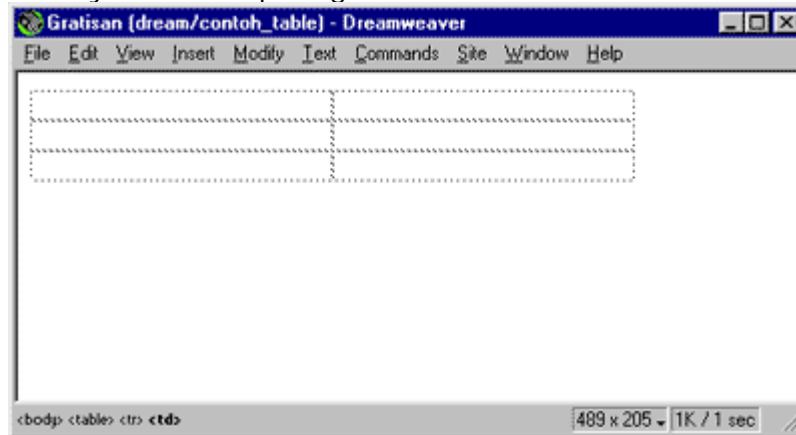 Gratisan (dream/contoh_table) - Dreamweaver
File Edit View Insert Modify Text Commands Site Window Help
<body> <table> <tr> <td> 489 x 205 1K / 1 sec